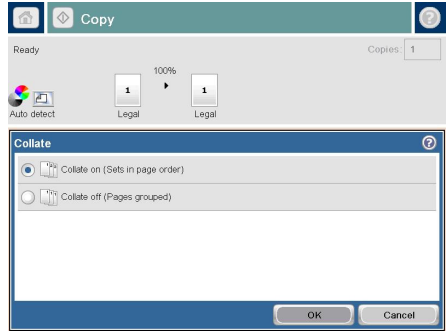 Copy
Ready
Copies: 1
100%
1 1
Auto detect Legal Legal
Collate
Collate on (Sets in page order)
Collate off (Pages grouped)
OK Cancel